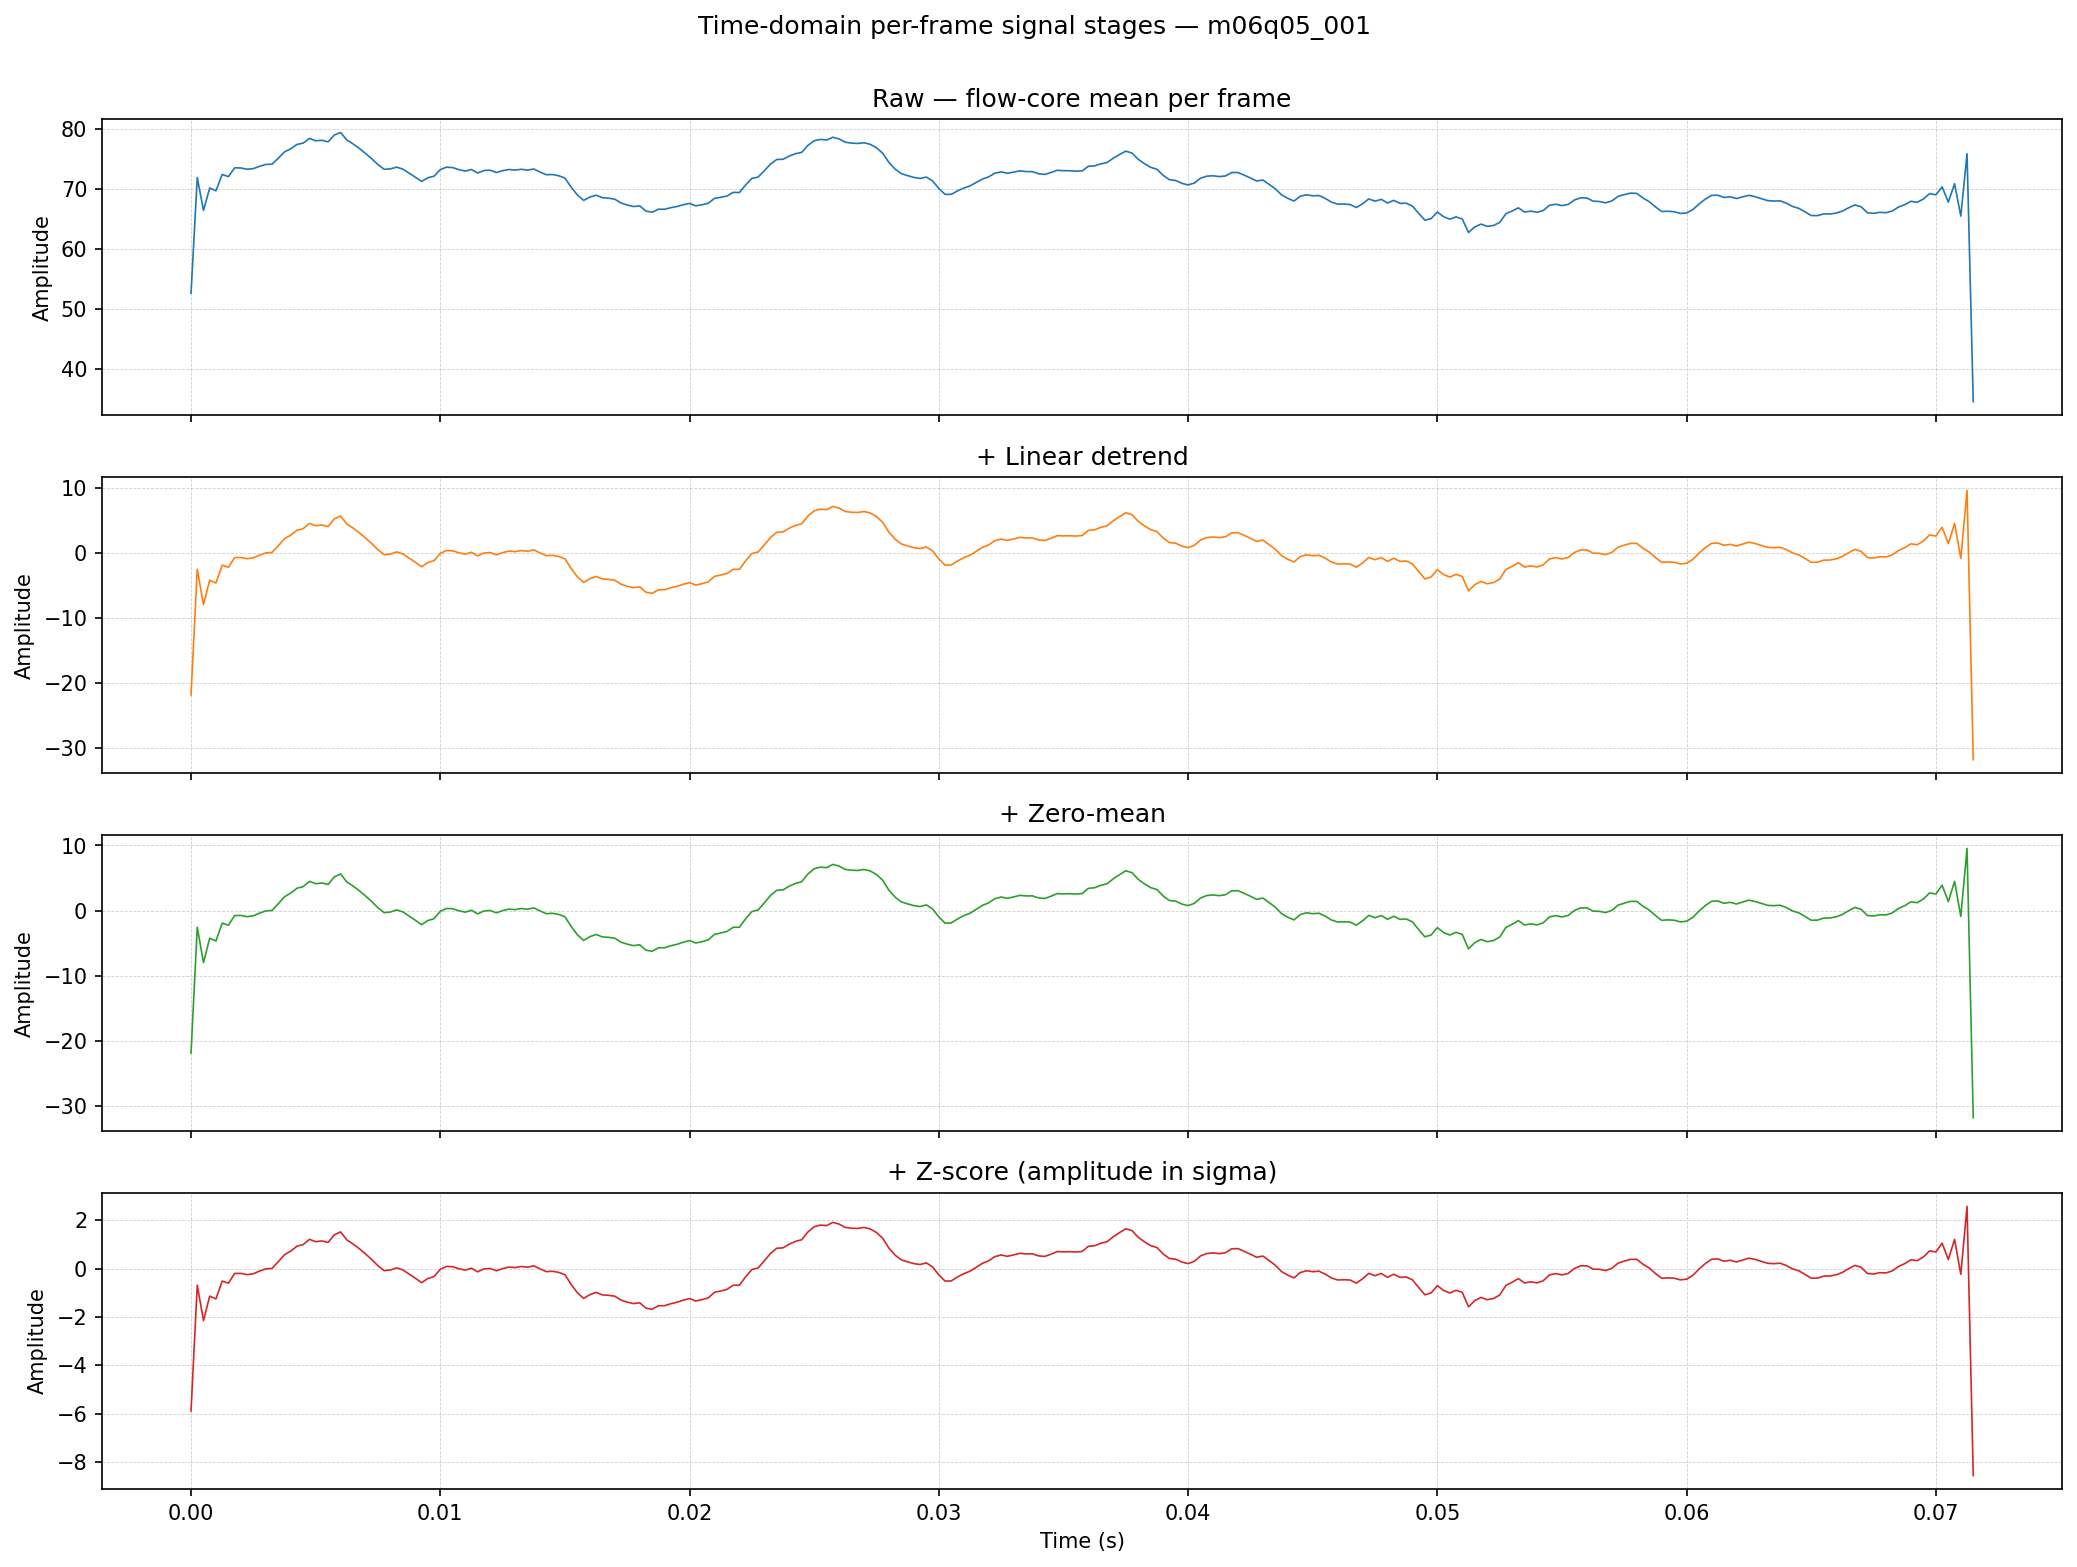 Time-domain per-frame signal stages — m06q05_001
Raw — flow-core mean per frame
Amplitude
80
70
60
50
40
+ Linear detrend
Amplitude
10
0
−10
−20
−30
+ Zero-mean
Amplitude
10
0
−10
−20
−30
+ Z-score (amplitude in sigma)
Amplitude
2
0
−2
−4
−6
−8
0.00 0.01 0.02 0.03 0.04 0.05 0.06 0.07
Time (s)